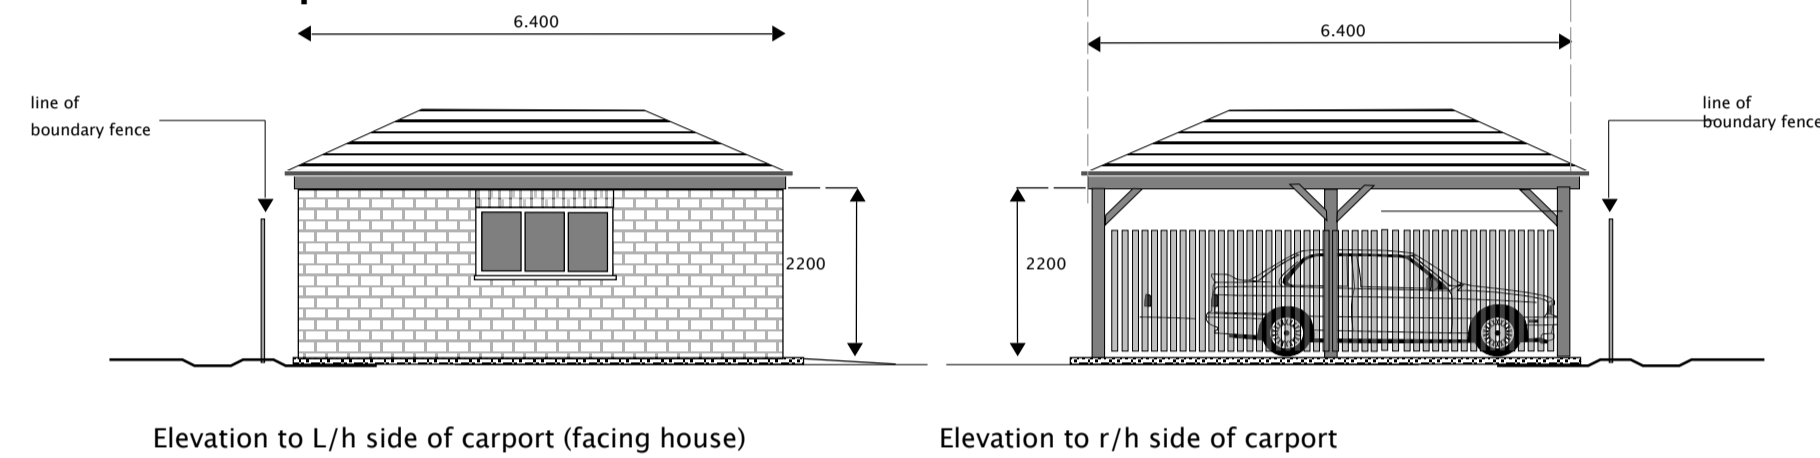 6.400
6.400
line of
boundary fence
line of
boundary fence
2200
2200
Elevation to L/h side of carport (facing house)
Elevation to r/h side of carport